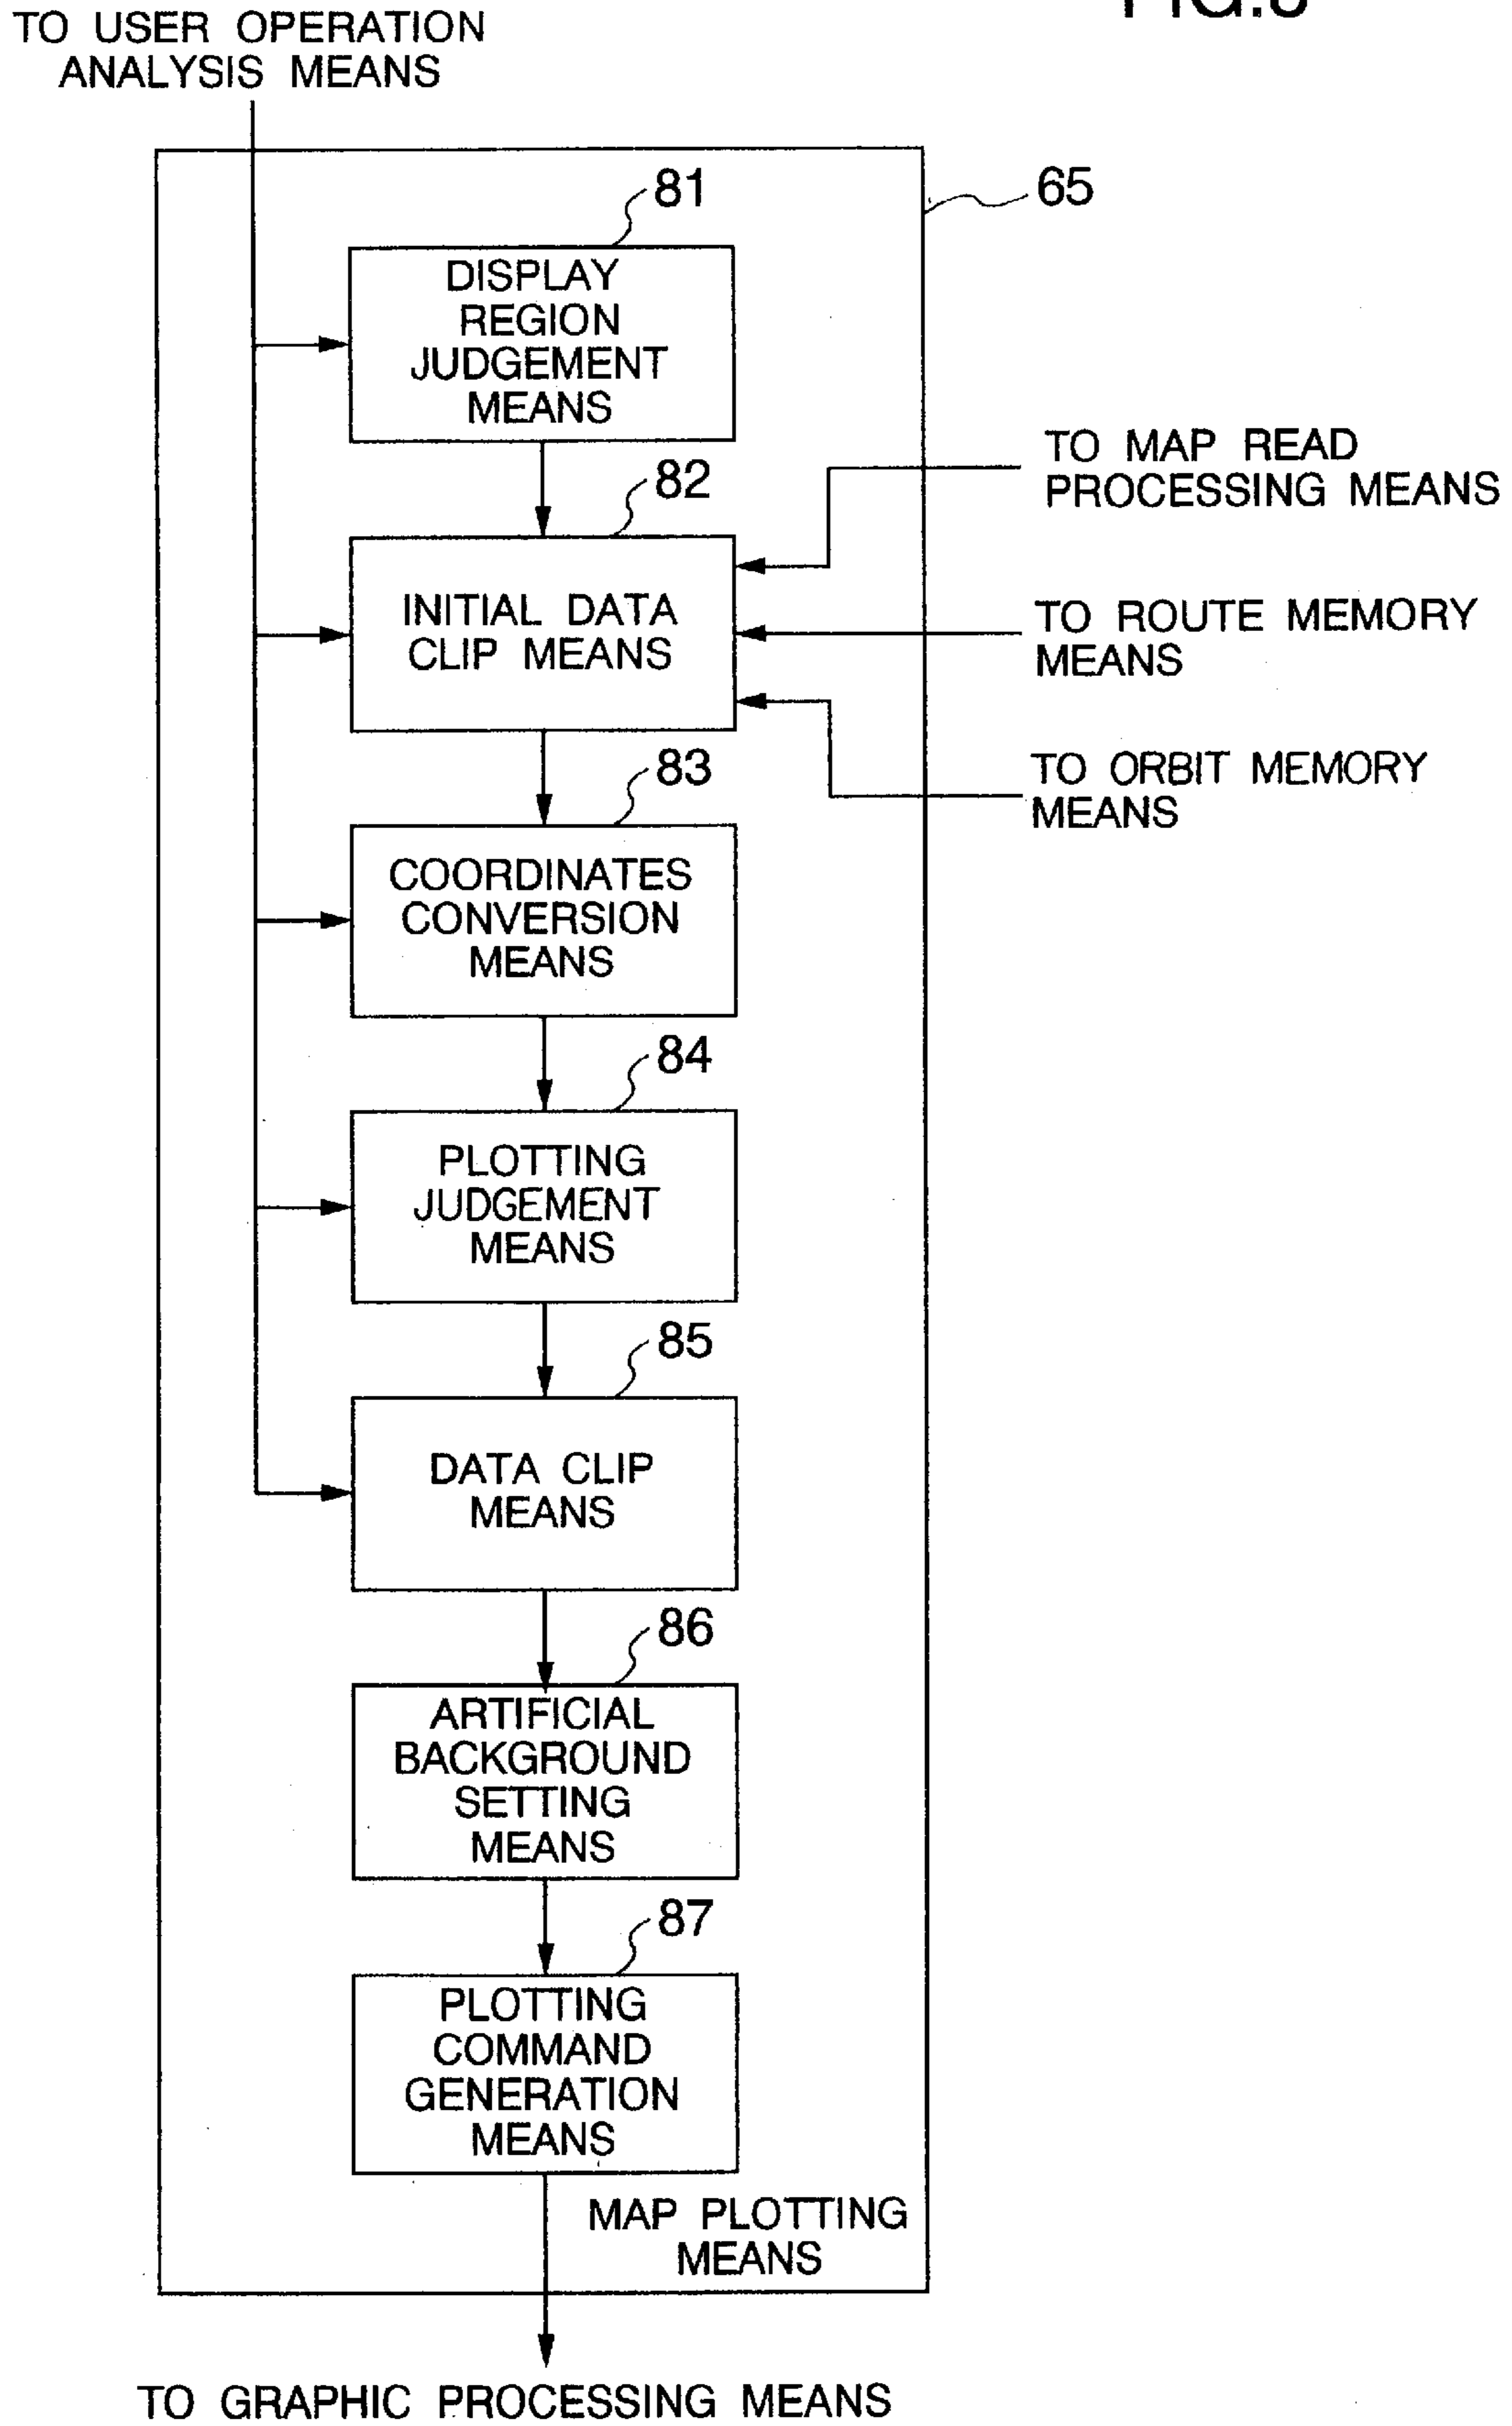 TO USER OPERATION
ANALYSIS MEANS
81
65
DISPLAY
REGION
JUDGEMENT
MEANS
TO MAP READ
PROCESSING MEANS
82
INITIAL DATA
CLIP MEANS
TO ROUTE MEMORY
MEANS
83
TO ORBIT MEMORY
MEANS
COORDINATES
CONVERSION
MEANS
84
PLOTTING
JUDGEMENT
MEANS
85
DATA CLIP
MEANS
86
ARTIFICIAL
BACKGROUND
SETTING
MEANS
87
PLOTTING
COMMAND
GENERATION
MEANS
MAP PLOTTING
MEANS
TO GRAPHIC PROCESSING MEANS